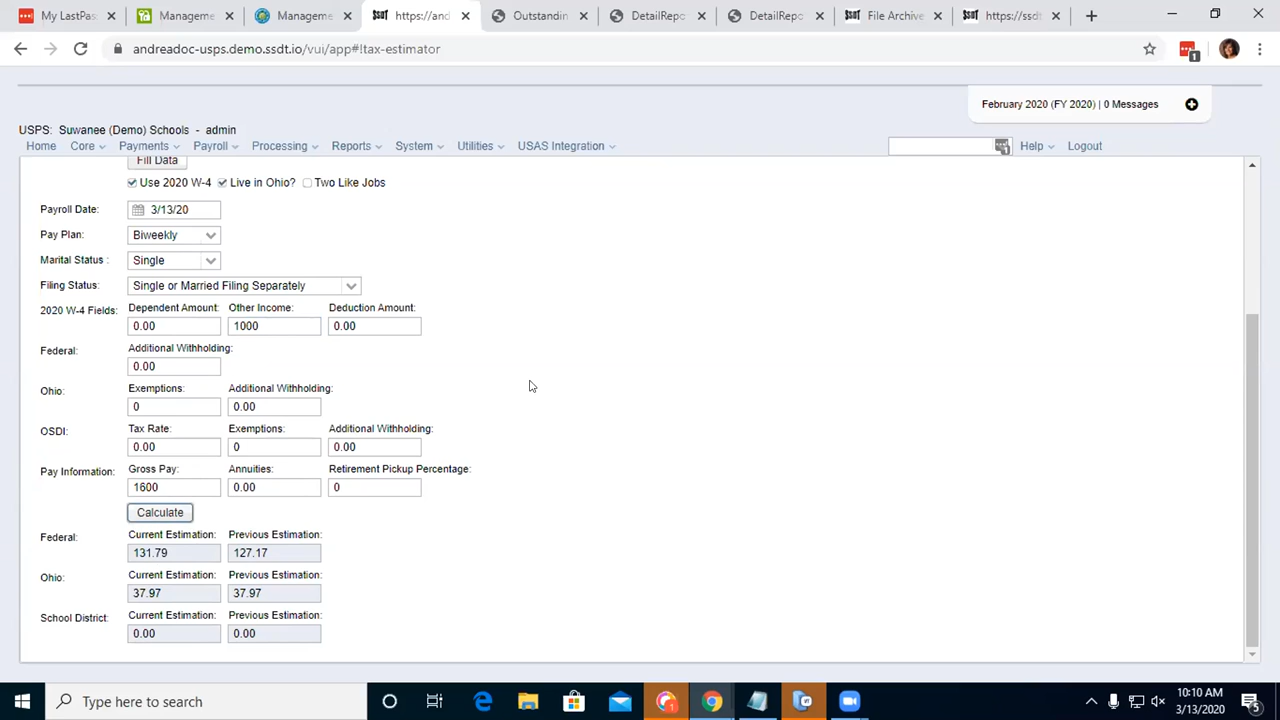 My LastPas
Manageme
Manageme
https://and
Outstandin
DetailRepo
DetailRepo
File Archive
https://ssdt
andreadoc-usps.demo.ssdt.io/vui/app#!tax-estimator
1
February 2020 (FY 2020) | 0 Messages
USPS: Suwanee (Demo) Schools - admin
Home Core Payments Payroll Processing Reports System Utilities USAS Integration Help Logout
Fill Data
Use 2020 W-4 Live in Ohio? Two Like Jobs
Payroll Date: 3/13/20
Pay Plan: Biweekly
Marital Status : Single
Filing Status: Single or Married Filing Separately
Dependent Amount: Other Income: Deduction Amount:
2020 W-4 Fields: 0.00 1000 0.00
Additional Withholding:
Federal: 0.00
Exemptions: Additional Withholding:
Ohio: 0 0.00
Tax Rate: Exemptions: Additional Withholding:
OSDI: 0.00 0 0.00
Gross Pay: Annuities: Retirement Pickup Percentage:
Pay Information: 1600 0.00 0
Calculate
Current Estimation: Previous Estimation:
Federal: 131.79 127.17
Current Estimation: Previous Estimation:
Ohio: 37.97 37.97
Current Estimation: Previous Estimation:
School District: 0.00 0.00
Type here to search
10:10 AM
3/13/2020
5